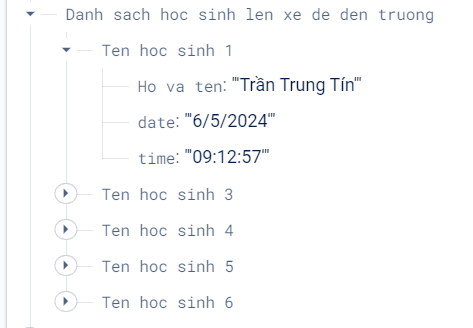 Danh sach hoc sinh len xe de den truong
Ten hoc sinh 1
Ho va ten: "'Trần Trung Tín'"
date: "'6/5/2024'"
time: "'09:12:57'"
Ten hoc sinh 3
Ten hoc sinh 4
Ten hoc sinh 5
Ten hoc sinh 6